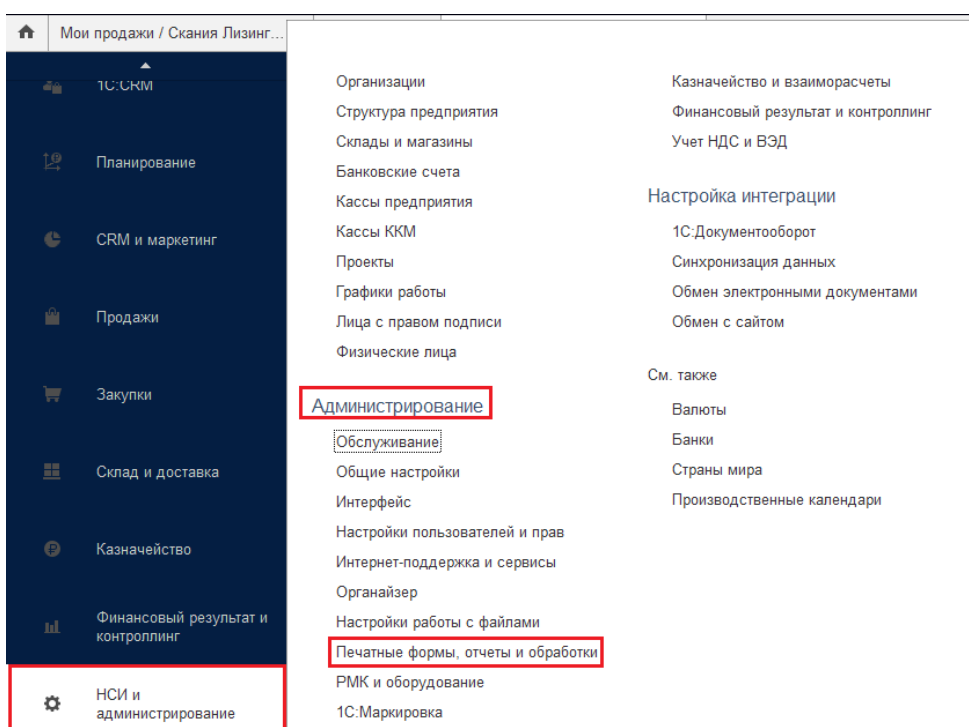 Мои продажи / Скания Лизинг...
1C:CRM
Планирование
CRM и маркетинг
Продажи
Закупки
Склад и доставка
Казначейство
Финансовый результат и
контроллинг
НСИ и
администрирование
Организации
Структура предприятия
Склады и магазины
Банковские счета
Кассы предприятия
Кассы ККМ
Проекты
Графики работы
Лица с правом подписи
Физические лица
Администрирование
Обслуживание
Общие настройки
Интерфейс
Настройки пользователей и прав
Интернет-поддержка и сервисы
Органайзер
Настройки работы с файлами
Печатные формы, отчеты и обработки
РМК и оборудование
1С:Маркировка
Казначейство и взаиморасчеты
Финансовый результат и контроллинг
Учет НДС и ВЭД
Настройка интеграции
1С:Документооборот
Синхронизация данных
Обмен электронными документами
Обмен с сайтом
См. также
Валюты
Банки
Страны мира
Производственные календари